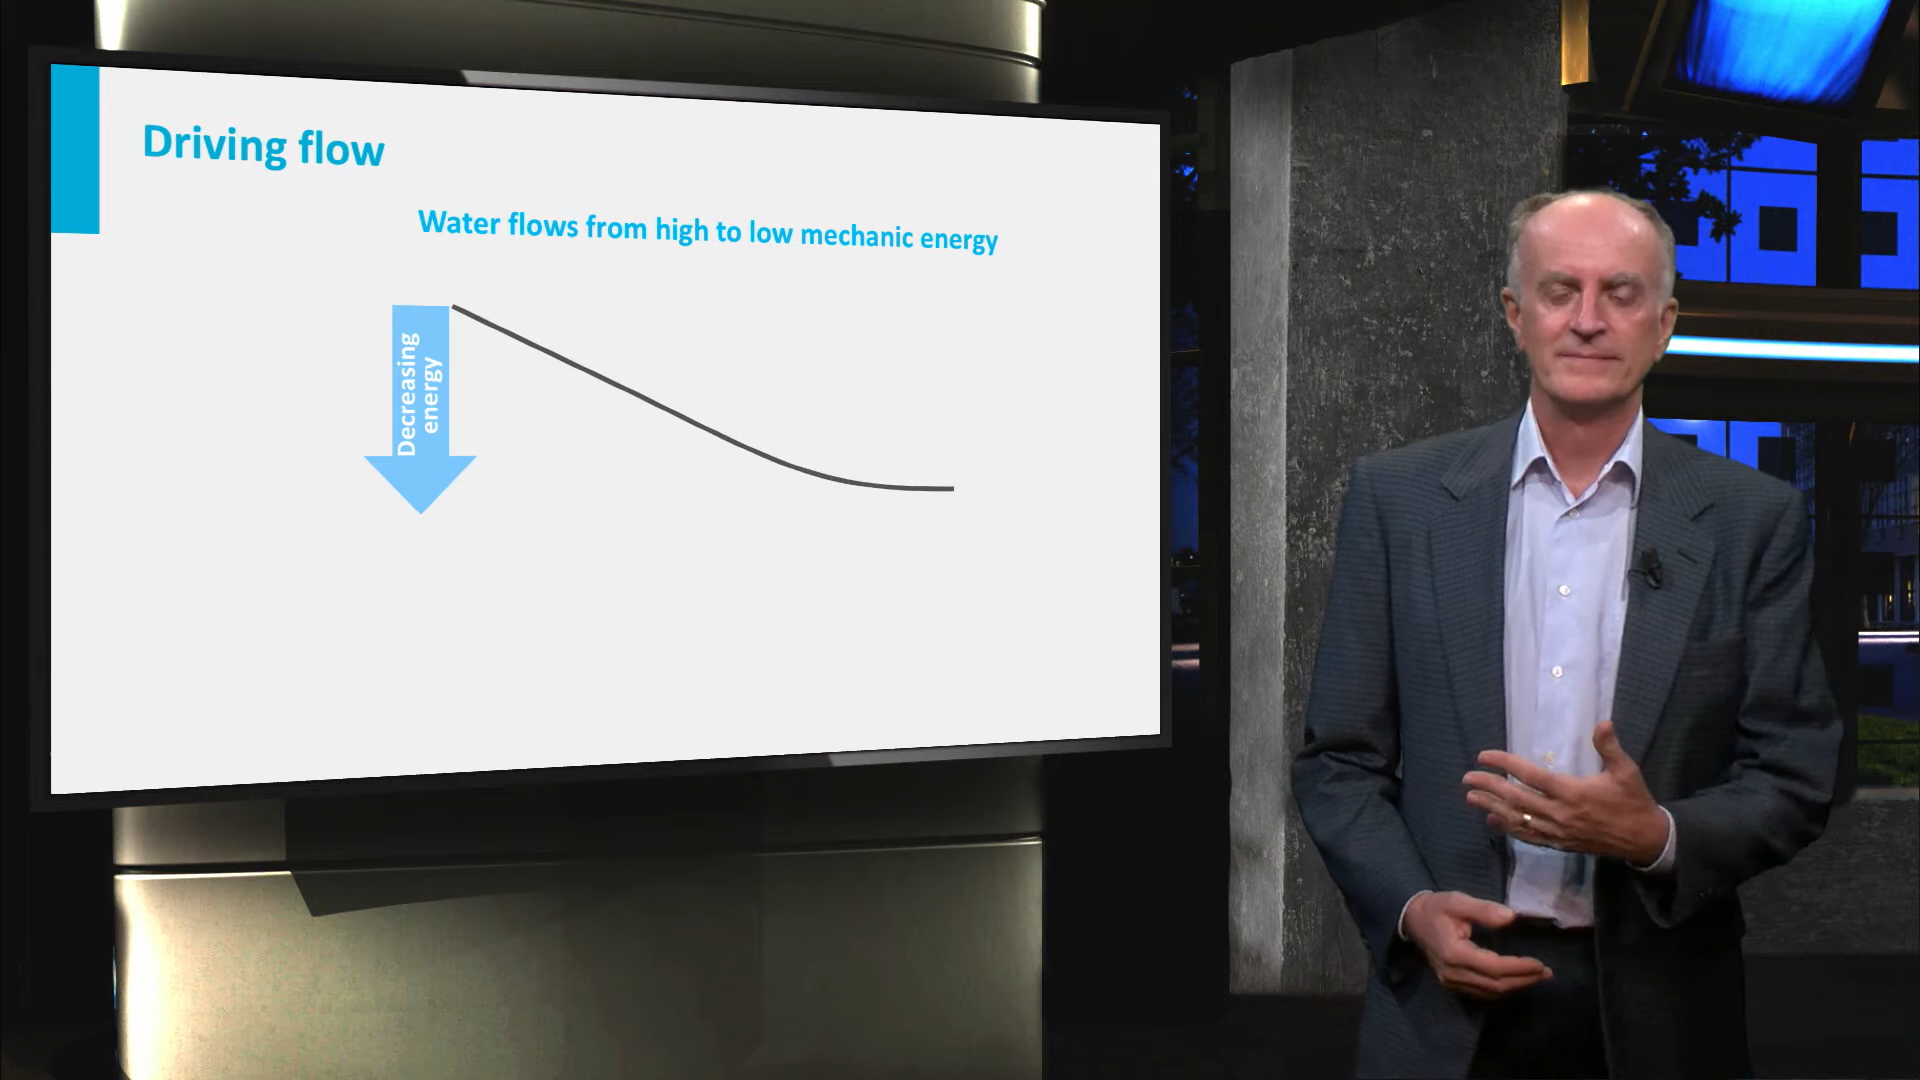 Driving flow
Water flows from high to low mechanic energy
Decreasing
energy